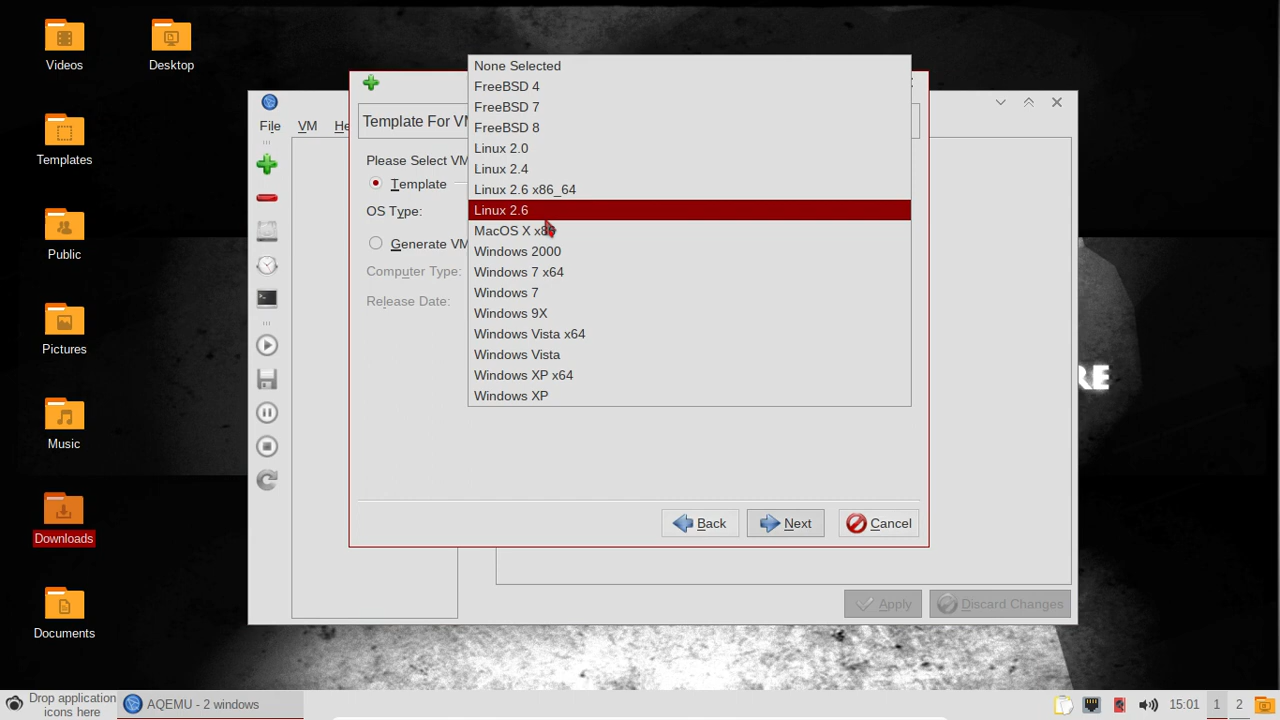 Videos
Desktop
Templates
Public
Pictures
Music
Downloads
Documents
File
VM
Template For
Please Select VM
Template
OS Type:
Generate VM
Computer Type:
Release Date:
None Selected
FreeBSD 4
FreeBSD 7
FreeBSD 8
Linux 2.0
Linux 2.4
Linux 2.6 x86_64
Linux 2.6
MacOS X x86
Windows 2000
Windows 7 x64
Windows 7
Windows 9X
Windows Vista x64
Windows Vista
Windows XP x64
Windows XP
Back
Next
Cancel
Apply
Discard Changes
RE
Drop application
icons here
AQEMU - 2 windows
15:01
1
2